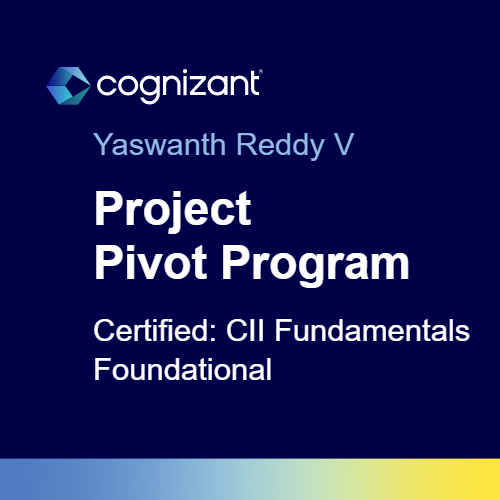 cognizant
Yaswanth Reddy V
Project
Pivot Program
Certified: CII Fundamentals
Foundational